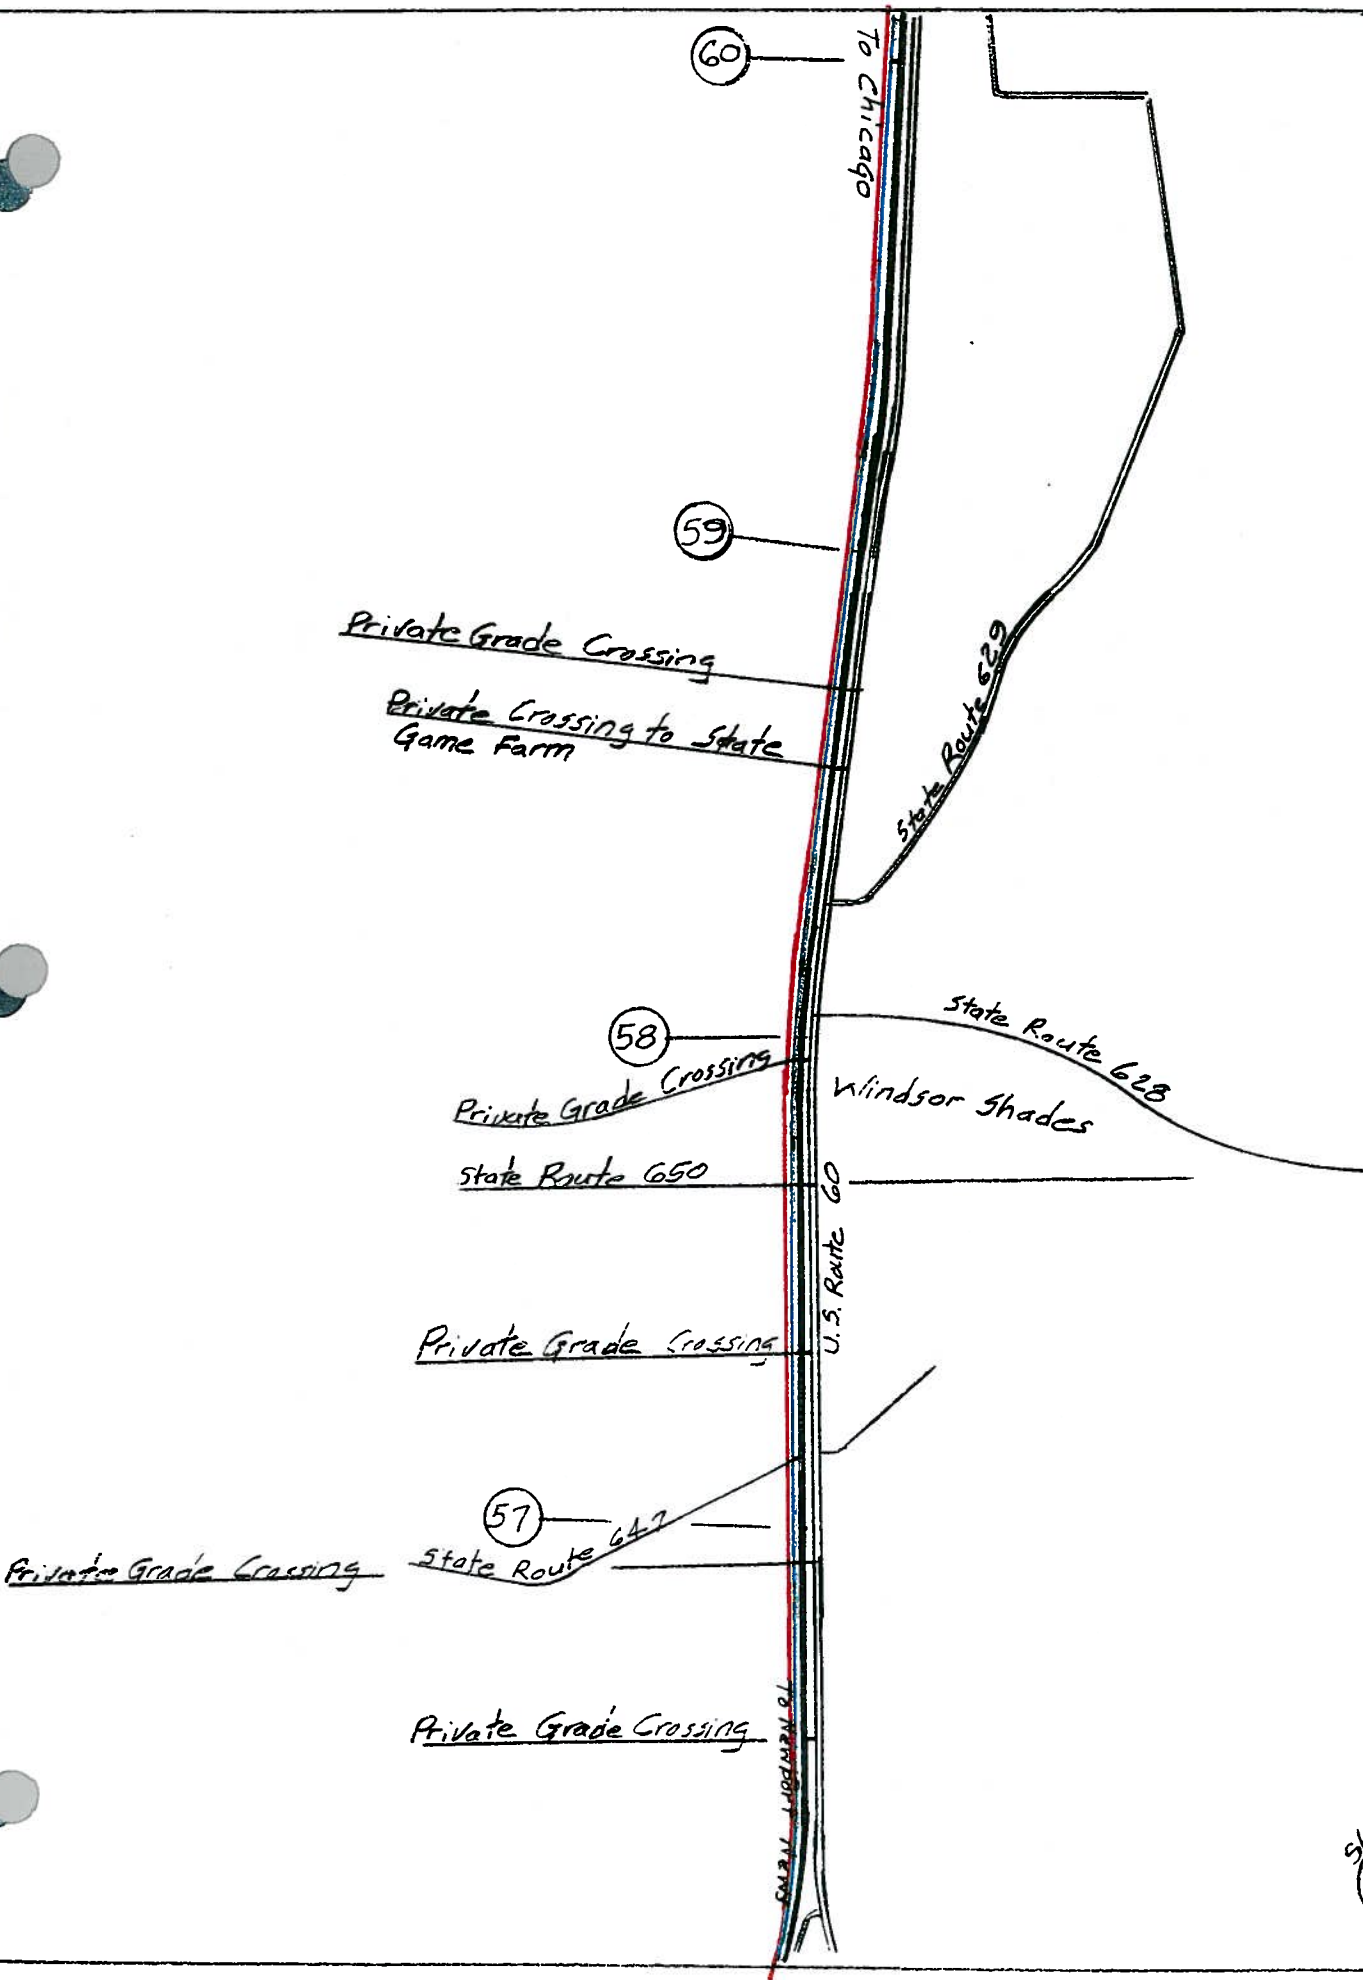 60
To Chicago
59
Private Grade Crossing
Private Crossing to State
Game Farm
State Route 629
58
State Route 628
Private Grade Crossing
Windsor Shades
State Route 650
U.S. Route 60
Private Grade Crossing
57
State Route 647
Private Grade Crossing
Private Grade Crossing
To Newport News